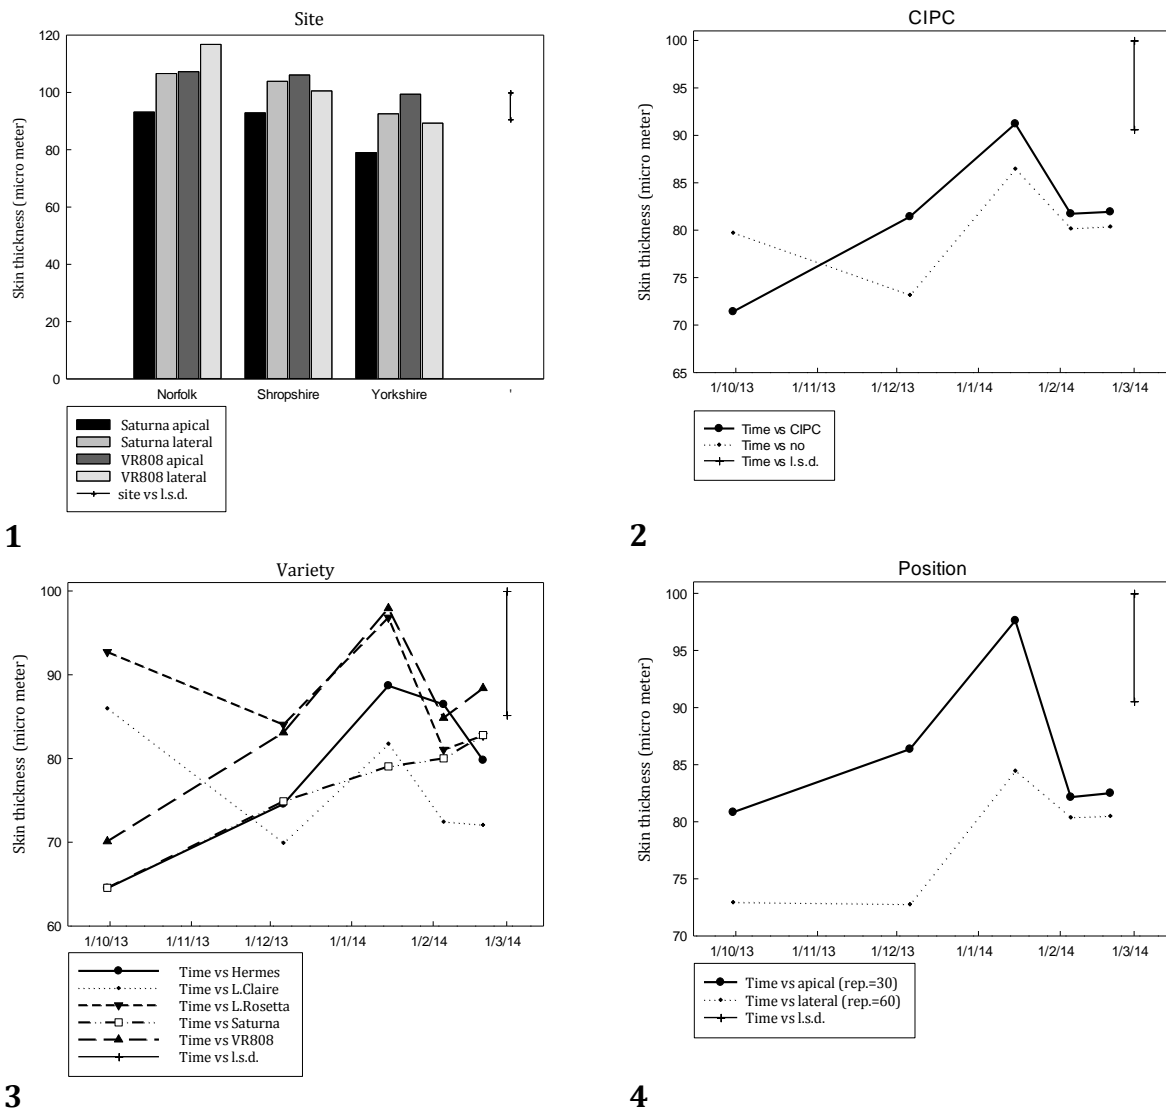 Site
120
100
80
60
40
20
0
Skin thickness (micro meter)
Norfolk Shropshire Yorkshire
Saturna apical
Saturna lateral
VR808 apical
VR808 lateral
site vs l.s.d.
1
CIPC
100
95
90
85
80
75
70
65
Skin thickness (micro meter)
1/10/13 1/11/13 1/12/13 1/1/14 1/2/14 1/3/14
Time vs CIPC
Time vs no
Time vs l.s.d.
2
Variety
100
90
80
70
60
Skin thickness (micro meter)
1/10/13 1/11/13 1/12/13 1/1/14 1/2/14 1/3/14
Time vs Hermes
Time vs L.Claire
Time vs L.Rosetta
Time vs Saturna
Time vs VR808
Time vs l.s.d.
3
Position
100
95
90
85
80
75
70
Skin thickness (micro meter)
1/10/13 1/11/13 1/12/13 1/1/14 1/2/14 1/3/14
Time vs apical (rep.=30)
Time vs lateral (rep.=60)
Time vs l.s.d.
4